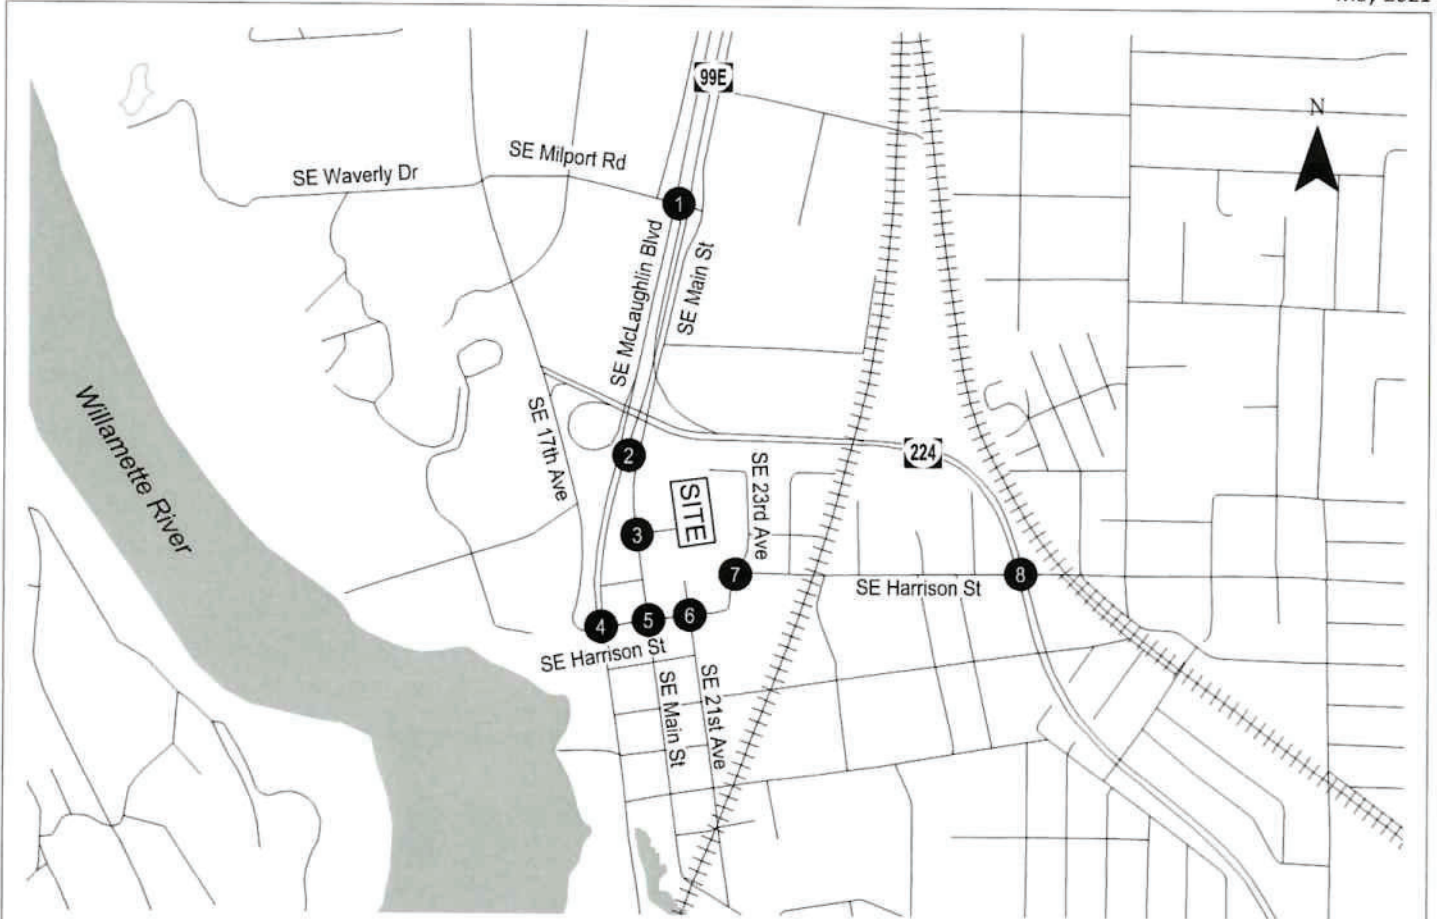 99E
N
SE Milport Rd
SE Waverly Dr
1
SE McLaughlin Blvd
SE Main St
Willamette River
SE 17th Ave
2
224
SE 23rd Ave
SITE
3
7
8
SE Harrison St
6
5
4
SE Harrison St
SE Main St
SE 21st Ave